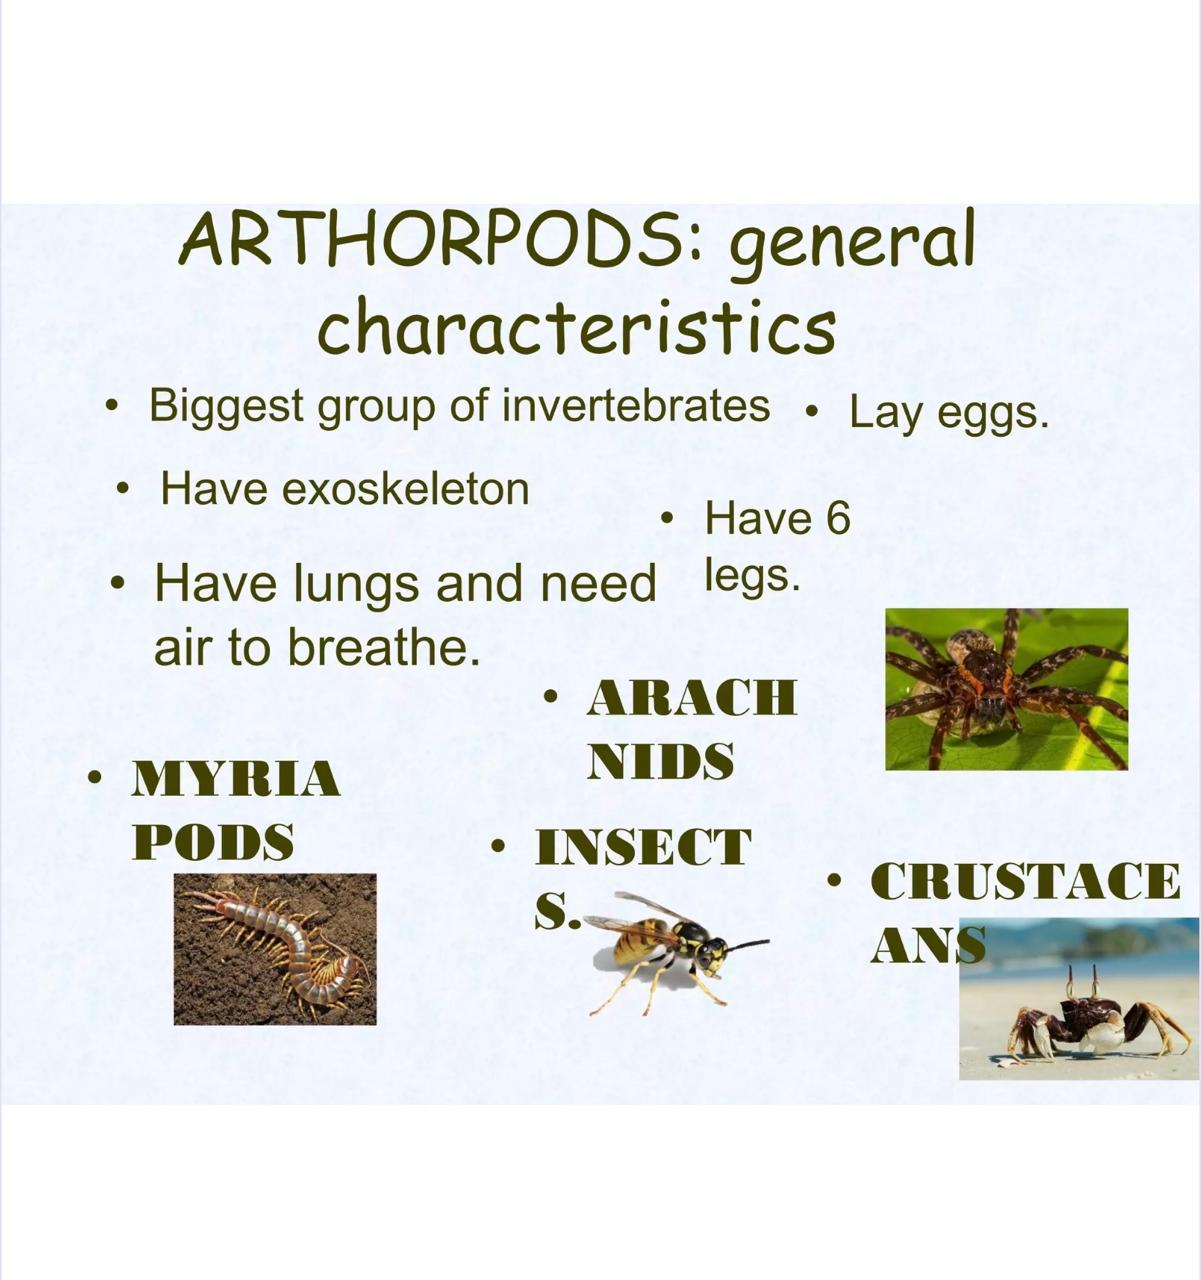 ARTHORPODS: general
characteristics
• Biggest group of invertebrates
• Lay eggs.
• Have exoskeleton
• Have 6
legs.
• Have lungs and need
air to breathe.
• ARACH
NIDS
• MYRIA
PODS
• INSECT
S.
• CRUSTACE
ANS